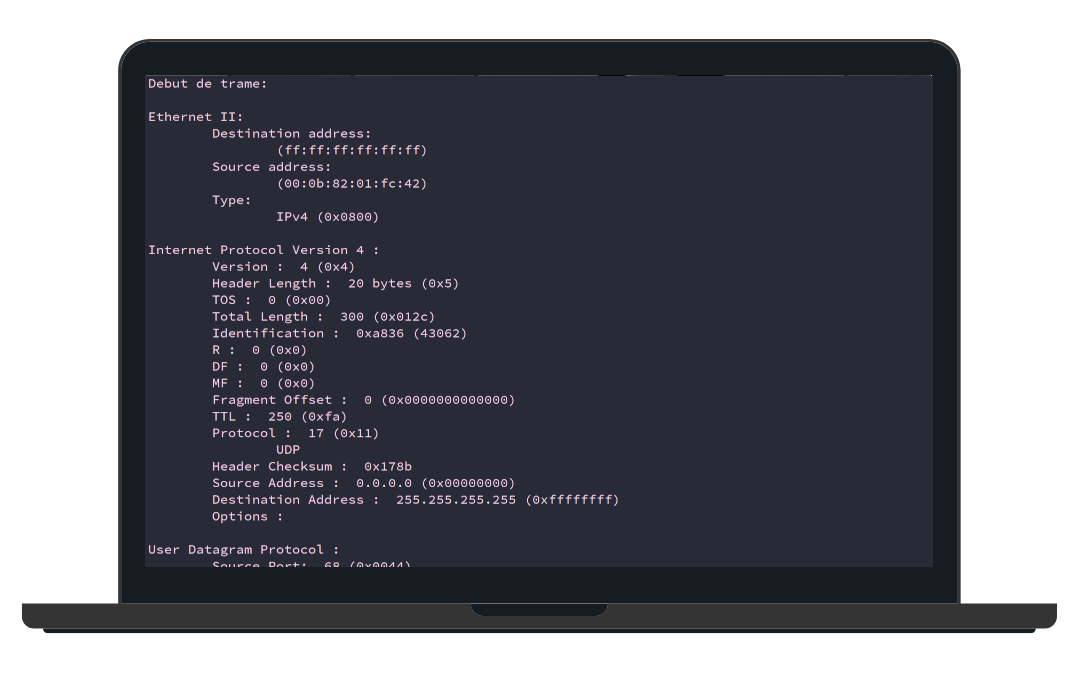 Debut de trame:
Ethernet II:
Destination address:
(ff:ff:ff:ff:ff:ff)
Source address:
(00:0b:82:01:fc:42)
Type:
IPv4 (0x0800)
Internet Protocol Version 4 :
Version :  4 (0x4)
Header Length :  20 bytes (0x5)
TOS :  0 (0x00)
Total Length :  300 (0x012c)
Identification :  0xa836 (43062)
R :  0 (0x0)
DF :  0 (0x0)
MF :  0 (0x0)
Fragment Offset :  0 (0x0000000000000)
TTL :  250 (0xfa)
Protocol :  17 (0x11)
UDP
Header Checksum :  0x178b
Source Address :  0.0.0.0 (0x00000000)
Destination Address :  255.255.255.255 (0xffffffff)
Options :
User Datagram Protocol :
Source Port:  68 (0x0044)